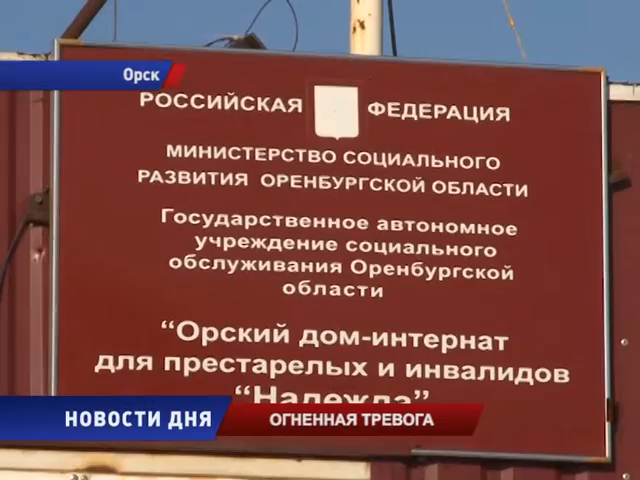 Орск
РОССИЙСКАЯ ФЕДЕРАЦИЯ
МИНИСТЕРСТВО СОЦИАЛЬНОГО
РАЗВИТИЯ ОРЕНБУРГСКОЙ ОБЛАСТИ
Государственное автономное
учреждение социального
обслуживания Оренбургской
области
“Орский дом-интернат
для престарелых и инвалидов
“Надежда”
НОВОСТИ ДНЯ ОГНЕННАЯ ТРЕВОГА